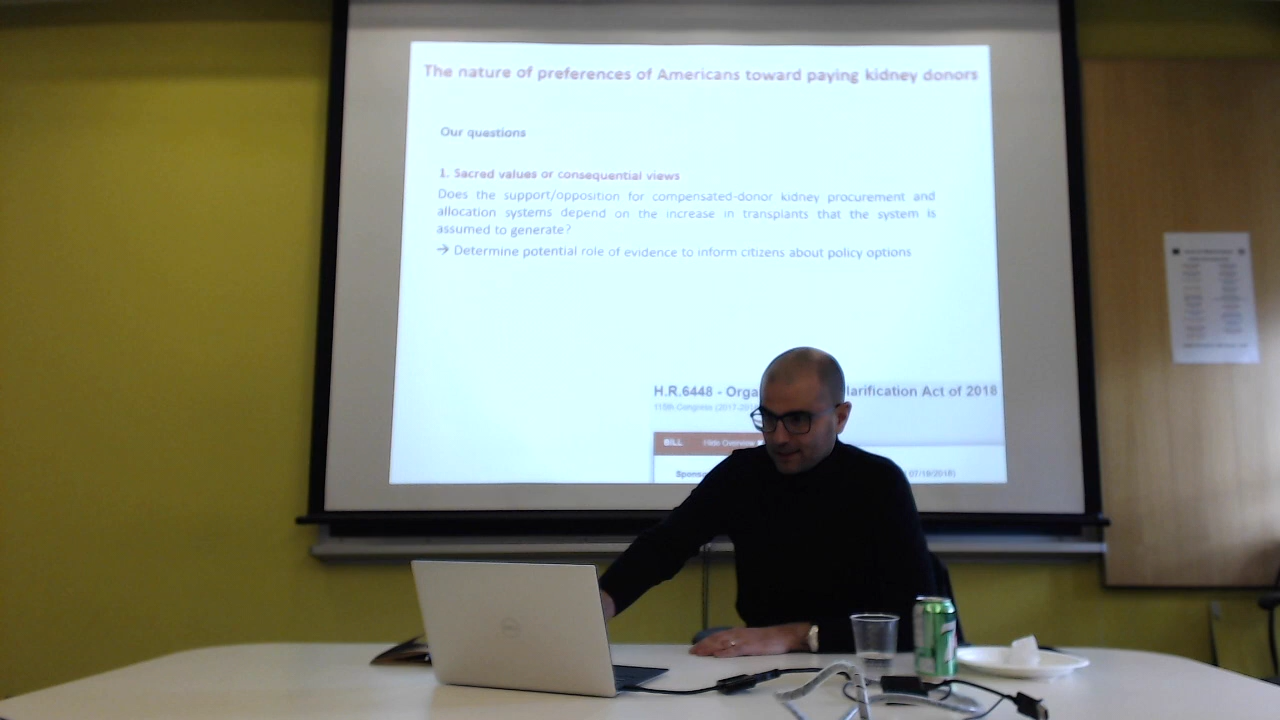 The nature of preferences of Americans toward paying kidney donors
Our questions
1. Sacred values or consequential views
Does the support/opposition for compensated-donor kidney procurement and
allocation systems depend on the increase in transplants that the system is
assumed to generate?
→ Determine potential role of evidence to inform citizens about policy options
H.R.6448 - Orga larification Act of 2018
115th Congress (2017-201
BILL Hide Overview
Sponso 07/19/2018)
7